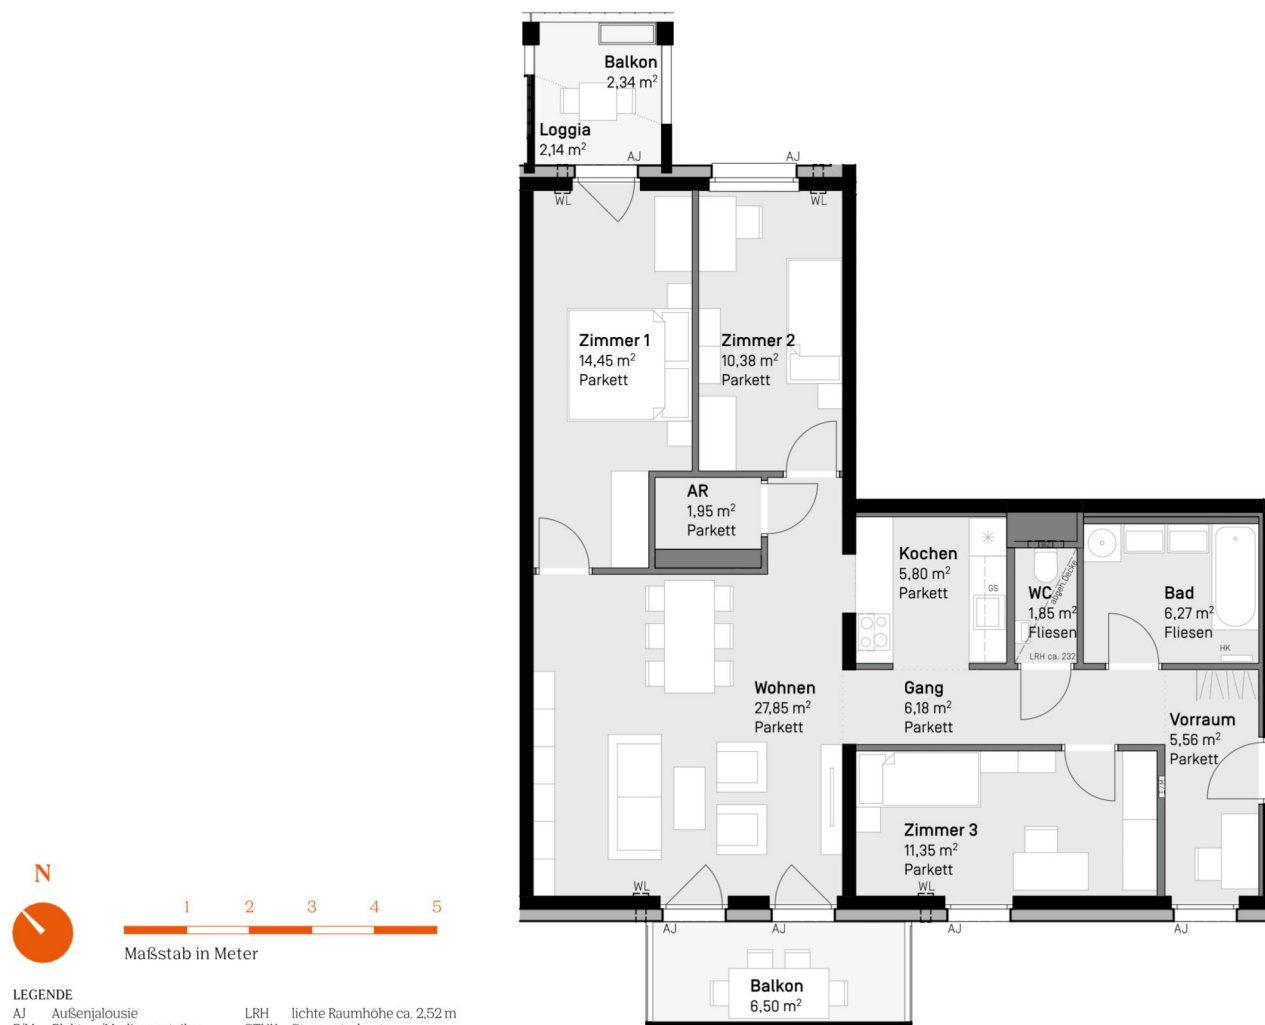 Balkon
2,34 m²
Loggia
2,14 m²
AJ
AJ
WL
WL
Zimmer 1
14,45 m²
Parkett
Zimmer 2
10,38 m²
Parkett
AR
1,95 m²
Parkett
Kochen
5,80 m²
Parkett
GS
WC
1,85 m²
Fliesen
abgeh. Decke
LRH ca. 232
Bad
6,27 m²
Fliesen
HK
Wohnen
27,85 m²
Parkett
Gang
6,18 m²
Parkett
Vorraum
5,56 m²
Parkett
Zimmer 3
11,35 m²
Parkett
WL
WL
AJ
AJ
AJ
AJ
Balkon
6,50 m²
N
1 2 3 4 5
Maßstab in Meter
LEGENDE
AJ Außenjalousie LRH lichte Raumhöhe ca. 2,52 m